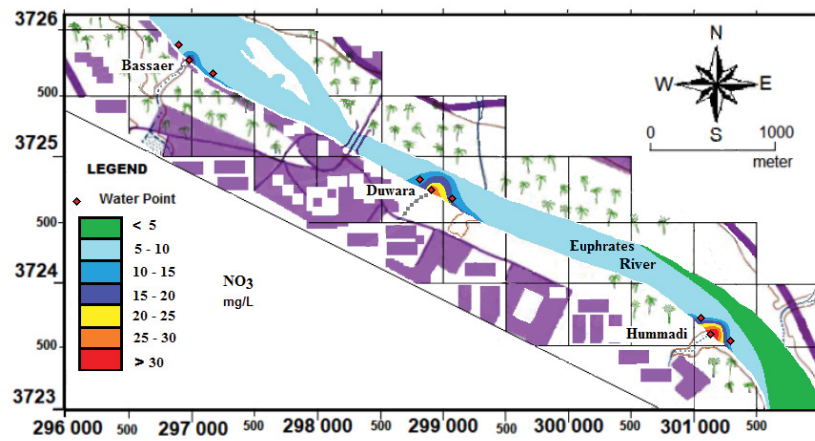 3726
500
3725
500
3724
500
3723
Bassaer
N
W E
S
0 1000
meter
LEGEND
Water Point
< 5
5 - 10
10 - 15
15 - 20
20 - 25
25 - 30
> 30
NO3
mg/L
Duwara
Euphrates
River
Hummadi
296 000 500 297 000 500 298 000 500 299 000 500 300 000 500 301 000 500